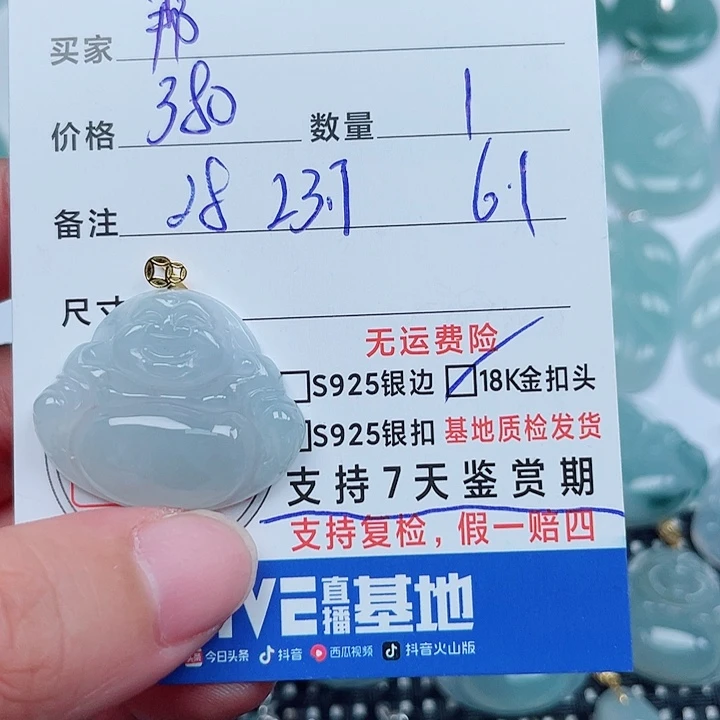 买家 那
价格 380 数量 1
备注 28 23.7 6.1
尺寸
无运费险
S925银边 18K金扣头
S925银扣 基地质检发货
支持7天鉴赏期
支持复检，假一赔四
IVE直播基地
今日头条 抖音 西瓜视频 抖音火山版